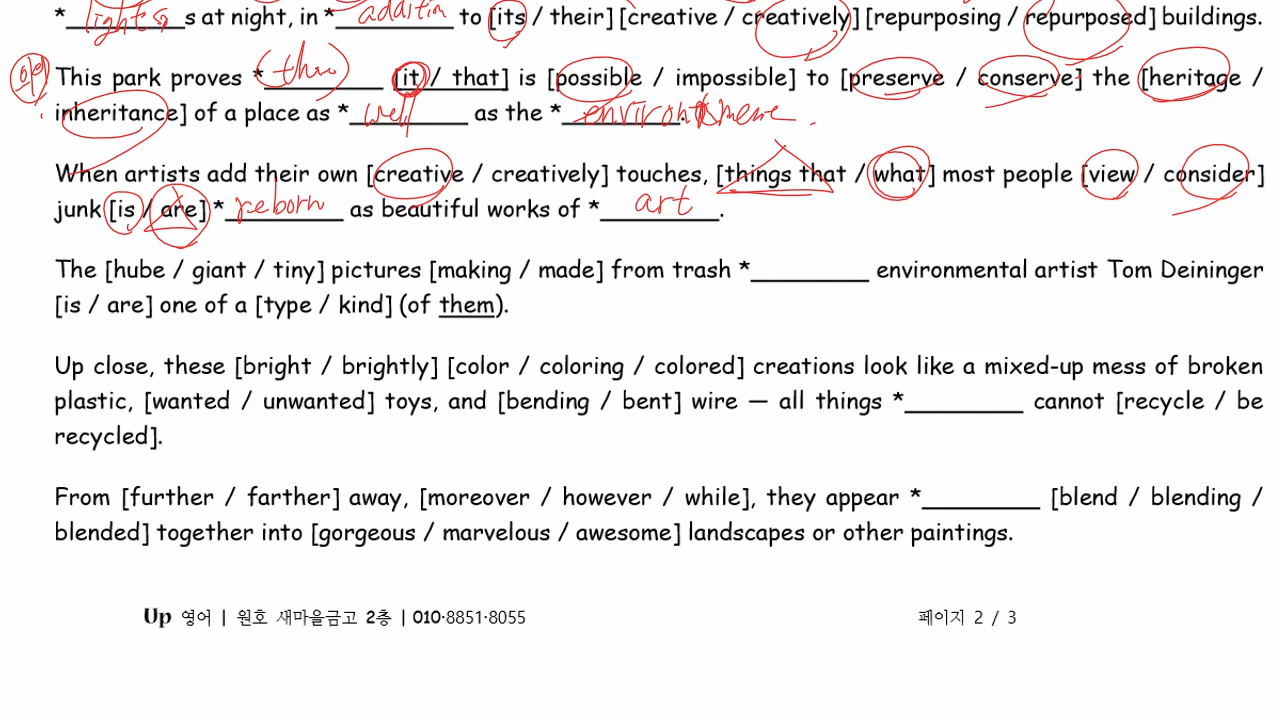 *lights s at night, in *addition to [its / their] [creative / creatively] [repurposing / repurposed] buildings.
This park proves *(that) [it / that] is [possible / impossible] to [preserve / conserve] the [heritage /
inheritance] of a place as *well as the *environment.
When artists add their own [creative / creatively] touches, [things that / what] most people [view / consider]
junk [is / are] *reborn as beautiful works of *art.
The [hube / giant / tiny] pictures [making / made] from trash *_________ environmental artist Tom Deininger
[is / are] one of a [type / kind] (of them).
Up close, these [bright / brightly] [color / coloring / colored] creations look like a mixed-up mess of broken
plastic, [wanted / unwanted] toys, and [bending / bent] wire — all things *_________ cannot [recycle / be
recycled].
From [further / farther] away, [moreover / however / while], they appear *_________ [blend / blending /
blended] together into [gorgeous / marvelous / awesome] landscapes or other paintings.
Up 영어 | 원호 새마을금고 2층 | 010·8851·8055 페이지 2 / 3